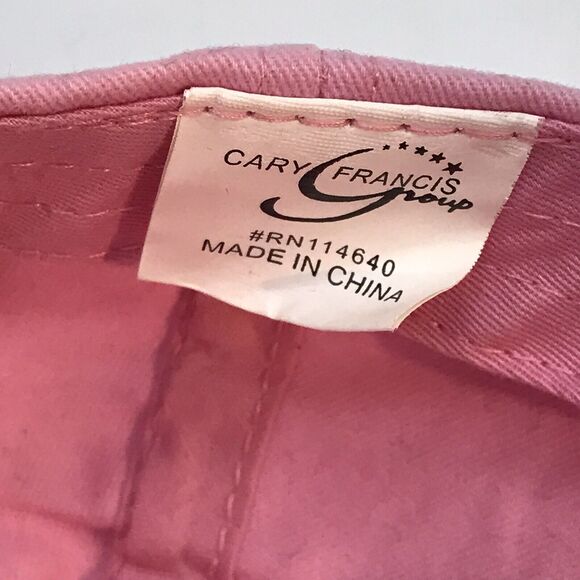 CARY FRANCIS
Group
#RN114640
MADE IN CHINA